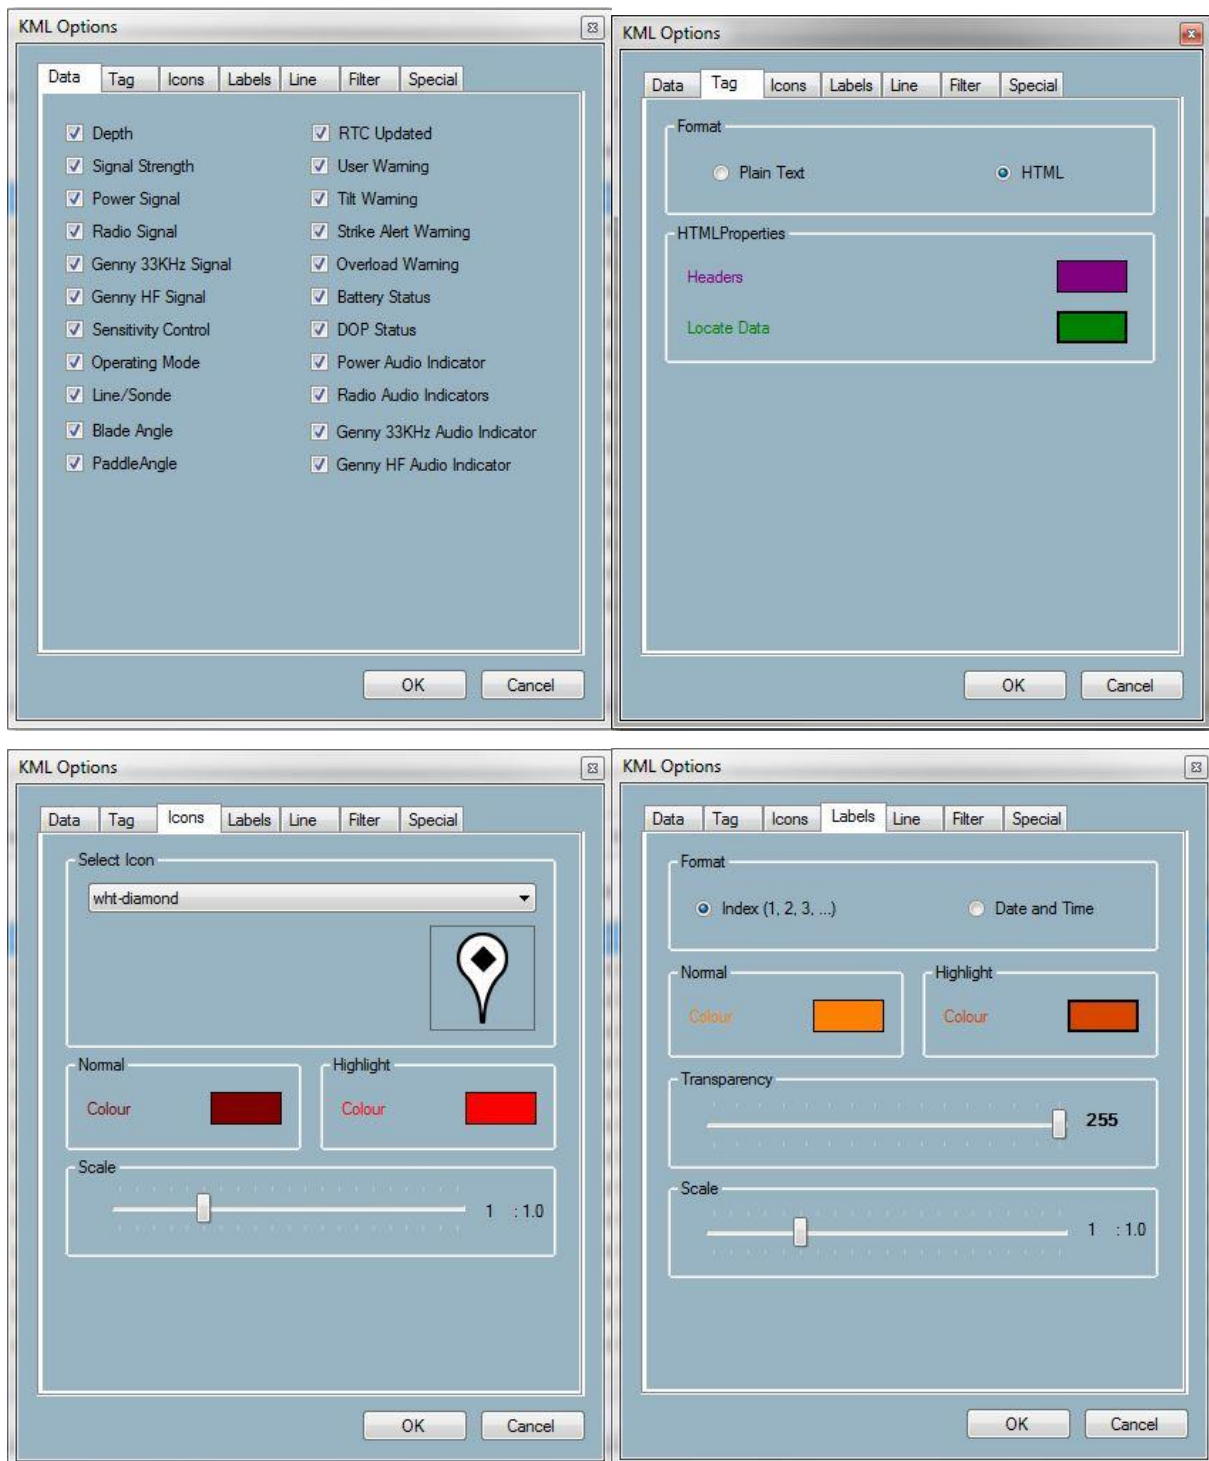 KML Options
Data Tag Icons Labels Line Filter Special
Depth
Signal Strength
Power Signal
Radio Signal
Genny 33KHz Signal
Genny HF Signal
Sensitivity Control
Operating Mode
Line/Sonde
Blade Angle
PaddleAngle
RTC Updated
User Warning
Tilt Warning
Strike Alert Warning
Overload Warning
Battery Status
DOP Status
Power Audio Indicator
Radio Audio Indicators
Genny 33KHz Audio Indicator
Genny HF Audio Indicator
OK Cancel
KML Options
Data Tag Icons Labels Line Filter Special
Format
Plain Text HTML
HTMLProperties
Headers
Locate Data
OK Cancel
KML Options
Data Tag Icons Labels Line Filter Special
Select Icon
wht-diamond
Normal Highlight
Colour Colour
Scale
1 : 1.0
OK Cancel
KML Options
Data Tag Icons Labels Line Filter Special
Format
Index (1, 2, 3, ...) Date and Time
Normal Highlight
Colour Colour
Transparency
255
Scale
1 : 1.0
OK Cancel